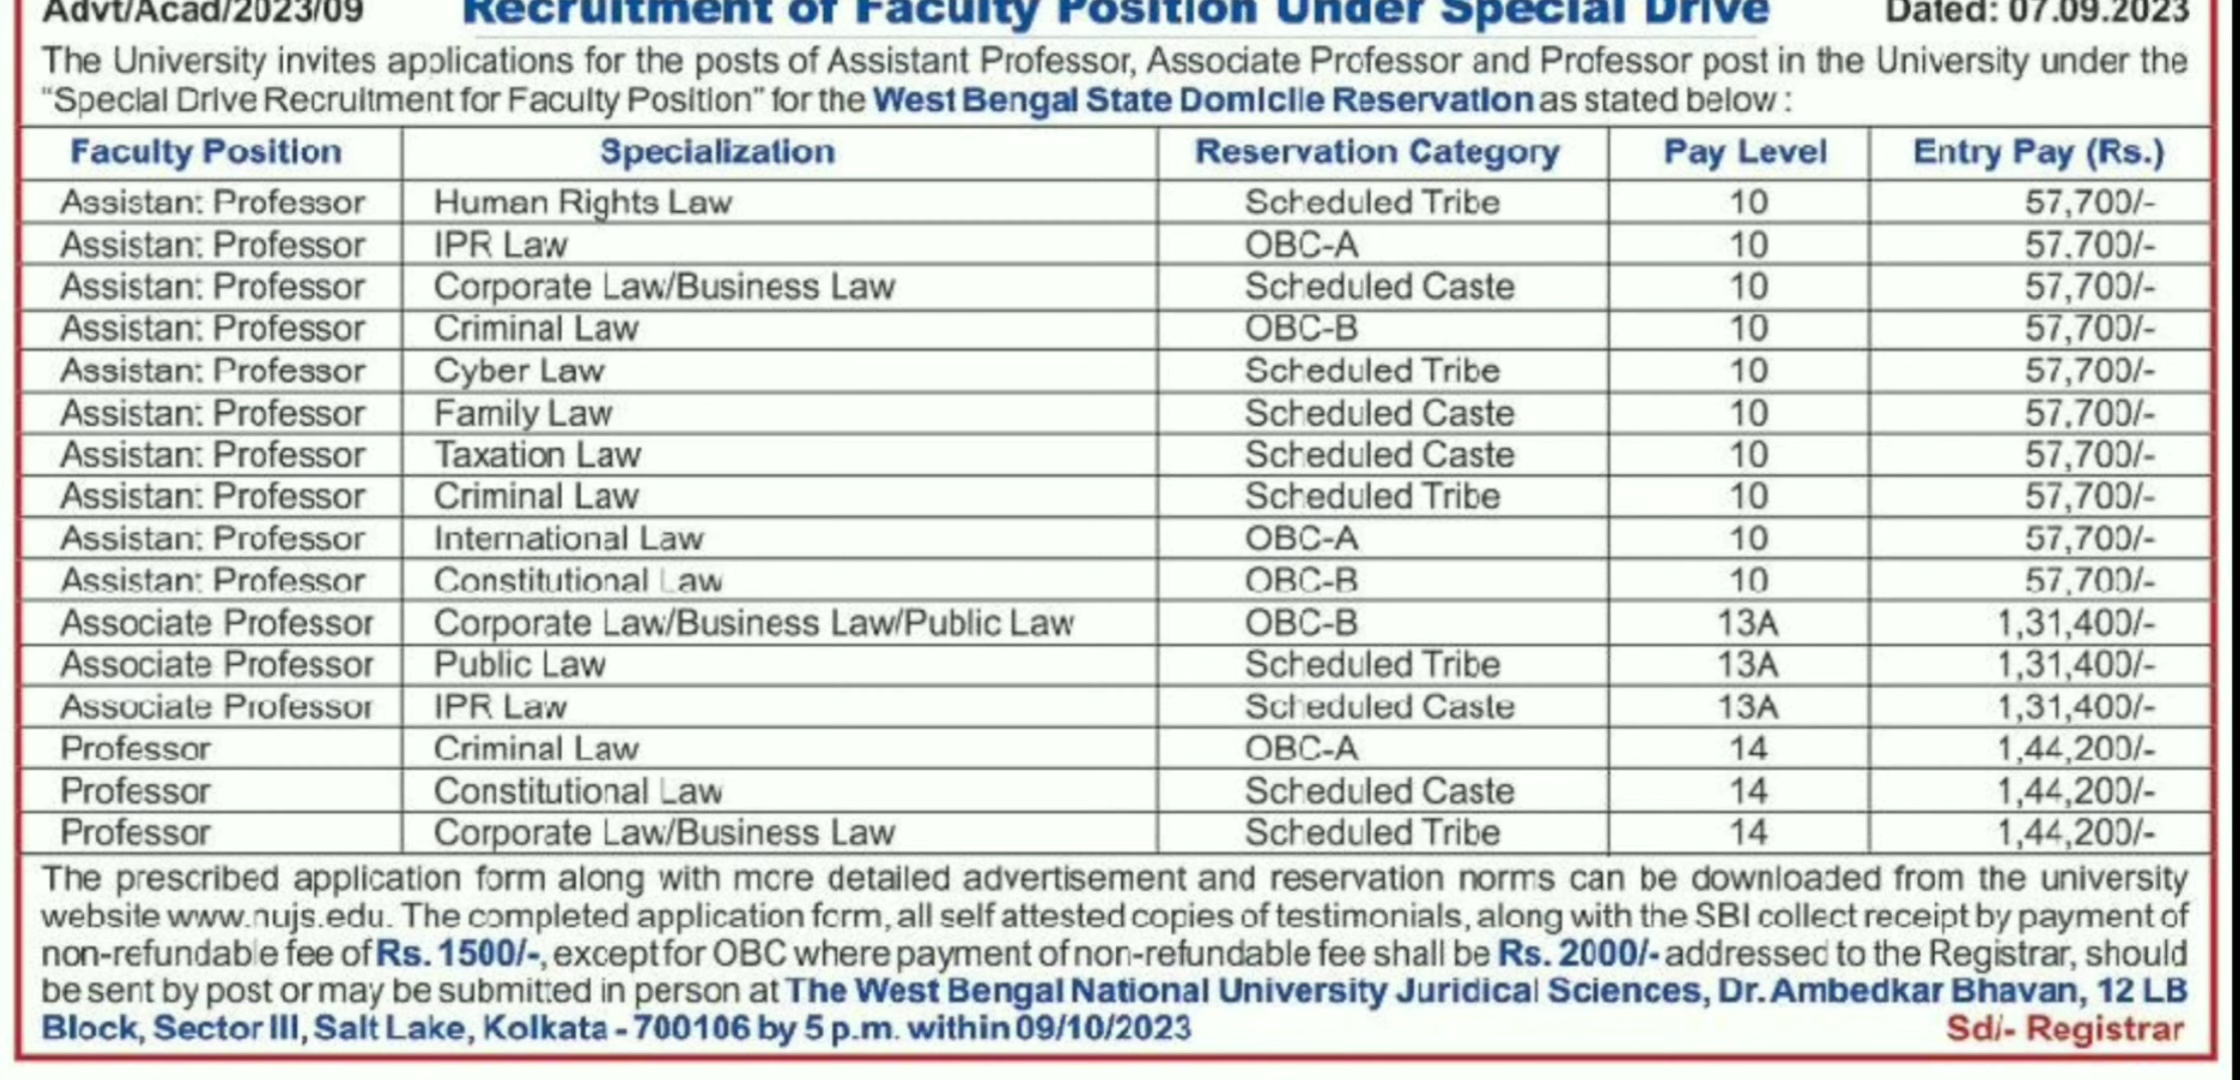 Advt/Acad/2023/09 Recruitment of Faculty Position Under Special Drive Dated: 07.09.2023
The University invites applications for the posts of Assistant Professor, Associate Professor and Professor post in the University under the
“Special Drive Recruitment for Faculty Position” for the West Bengal State Domicile Reservation as stated below :
Faculty Position Specialization Reservation Category Pay Level Entry Pay (Rs.)
Assistant Professor Human Rights Law Scheduled Tribe 10 57,700/-
Assistant Professor IPR Law OBC-A 10 57,700/-
Assistant Professor Corporate Law/Business Law Scheduled Caste 10 57,700/-
Assistant Professor Criminal Law OBC-B 10 57,700/-
Assistant Professor Cyber Law Scheduled Tribe 10 57,700/-
Assistant Professor Family Law Scheduled Caste 10 57,700/-
Assistant Professor Taxation Law Scheduled Caste 10 57,700/-
Assistant Professor Criminal Law Scheduled Tribe 10 57,700/-
Assistant Professor International Law OBC-A 10 57,700/-
Assistant Professor Constitutional Law OBC-B 10 57,700/-
Associate Professor Corporate Law/Business Law/Public Law OBC-B 13A 1,31,400/-
Associate Professor Public Law Scheduled Tribe 13A 1,31,400/-
Associate Professor IPR Law Scheduled Caste 13A 1,31,400/-
Professor Criminal Law OBC-A 14 1,44,200/-
Professor Constitutional Law Scheduled Caste 14 1,44,200/-
Professor Corporate Law/Business Law Scheduled Tribe 14 1,44,200/-
The prescribed application form along with more detailed advertisement and reservation norms can be downloaded from the university
website www.nujs.edu. The completed application form, all self attested copies of testimonials, along with the SBI collect receipt by payment of
non-refundable fee of Rs. 1500/-, except for OBC where payment of non-refundable fee shall be Rs. 2000/- addressed to the Registrar, should
be sent by post or may be submitted in person at The West Bengal National University Juridical Sciences, Dr. Ambedkar Bhavan, 12 LB
Block, Sector III, Salt Lake, Kolkata - 700106 by 5 p.m. within 09/10/2023 Sd/- Registrar